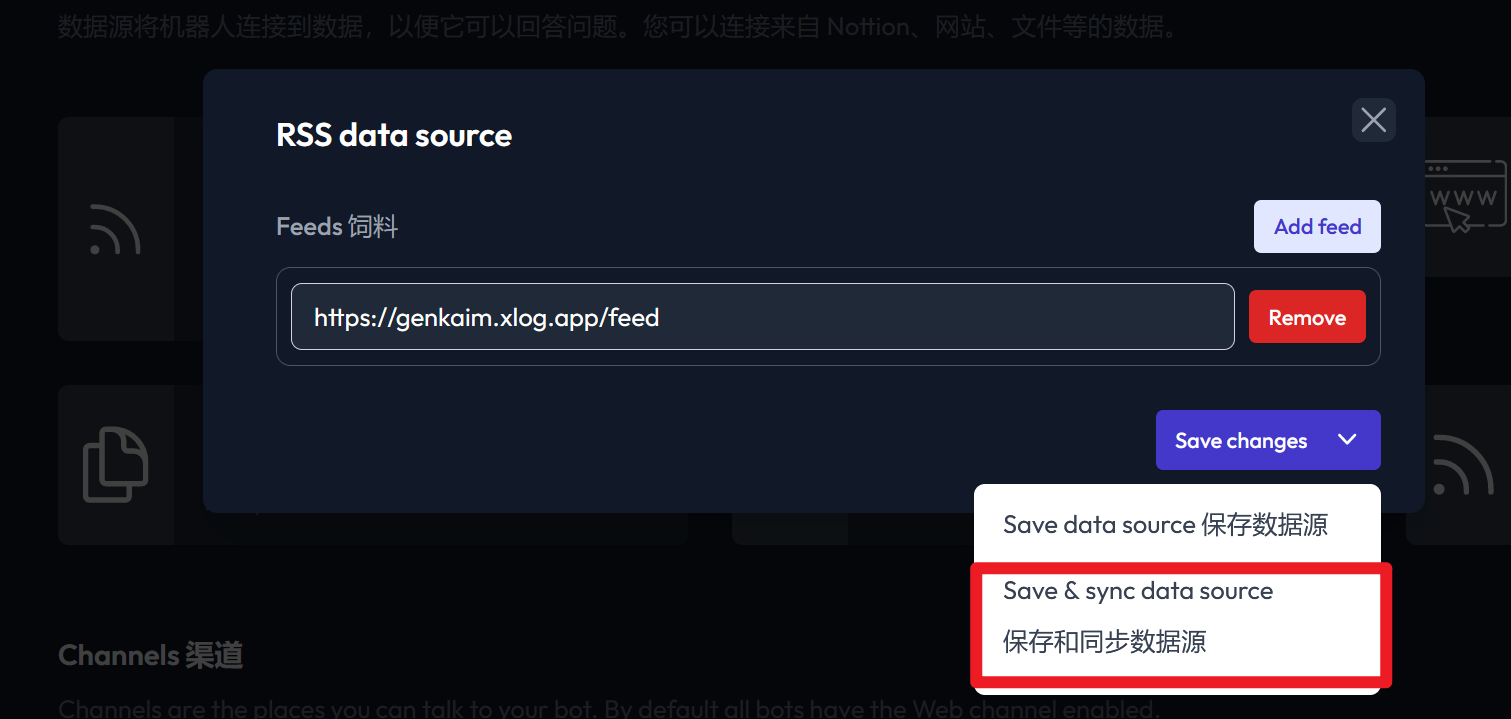 数据源将机器人连接到数据，以便它可以回答问题。您可以连接来自 Nottion、网站、文件等的数据。
RSS data source
WWW
Feeds 饲料
Add feed
https://genkaim.xlog.app/feed
Remove
Save changes
Save data source 保存数据源
Save & sync data source
保存和同步数据源
Channels 渠道
Channels are the places you can talk to your bot. By default all bots have the Web channel enabled.